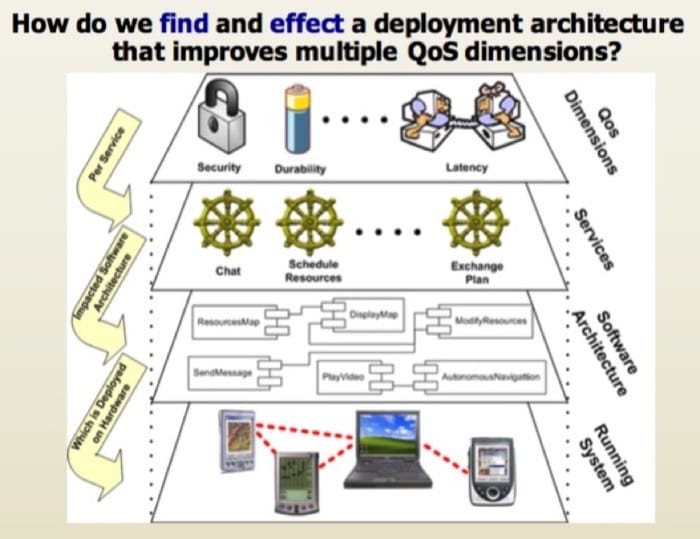 How do we find and effect a deployment architecture
that improves multiple QoS dimensions?
Per Service
Security
Durability
Latency
QoS
Dimensions
Impacted Software
Architecture
Chat
Schedule
Resources
Exchange
Plan
Services
ResourcesMap
DisplayMap
ModifyResources
SendMessage
PlayVideo
AutonomousNavigation
Software
Architecture
Which is Deployed
on Hardware
Running
System